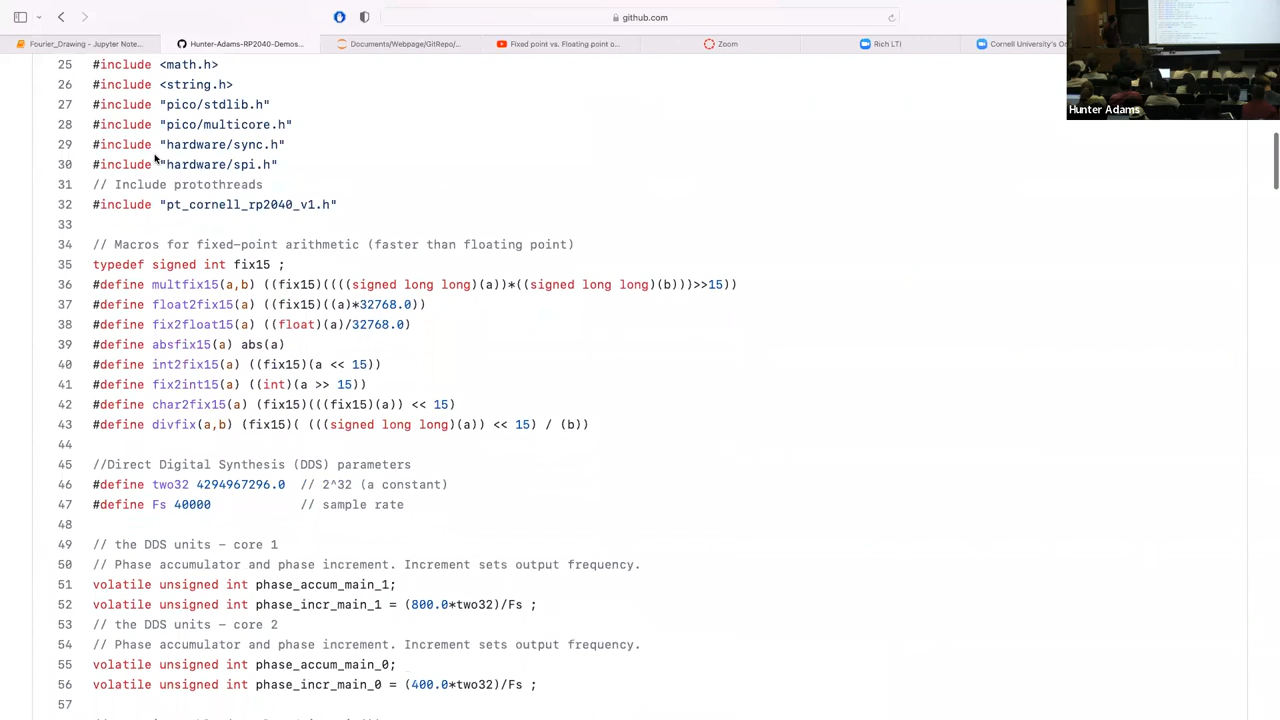 github.com
Fourier_Drawing - Jupyter Note...
Hunter-Adams-RP2040-Demos...
Documents/Webpage/GitRepo/...
Fixed point vs. Floating point o...
Zoom
Rich LTI
Cornell University's O
Hunter Adams
25 #include <math.h>
26 #include <string.h>
27 #include "pico/stdlib.h"
28 #include "pico/multicore.h"
29 #include "hardware/sync.h"
30 #include "hardware/spi.h"
31 // Include protothreads
32 #include "pt_cornell_rp2040_v1.h"
33
34 // Macros for fixed-point arithmetic (faster than floating point)
35 typedef signed int fix15 ;
36 #define multfix15(a,b) ((fix15)((((signed long long)(a))*((signed long long)(b)))>>15))
37 #define float2fix15(a) ((fix15)((a)*32768.0))
38 #define fix2float15(a) ((float)(a)/32768.0)
39 #define absfix15(a) abs(a)
40 #define int2fix15(a) ((fix15)(a << 15))
41 #define fix2int15(a) ((int)(a >> 15))
42 #define char2fix15(a) (fix15)(((fix15)(a)) << 15)
43 #define divfix(a,b) (fix15)( (((signed long long)(a)) << 15) / (b))
44
45 //Direct Digital Synthesis (DDS) parameters
46 #define two32 4294967296.0 // 2^32 (a constant)
47 #define Fs 40000 // sample rate
48
49 // the DDS units - core 1
50 // Phase accumulator and phase increment. Increment sets output frequency.
51 volatile unsigned int phase_accum_main_1;
52 volatile unsigned int phase_incr_main_1 = (800.0*two32)/Fs ;
53 // the DDS units - core 2
54 // Phase accumulator and phase increment. Increment sets output frequency.
55 volatile unsigned int phase_accum_main_0;
56 volatile unsigned int phase_incr_main_0 = (400.0*two32)/Fs ;
57